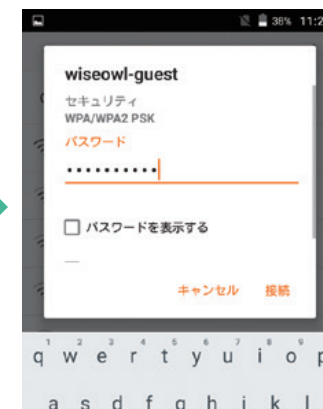 38% 11:2
wiseowl-guest
セキュリティ
WPA/WPA2 PSK
パスワード
••••••••••
パスワードを表示する
キャンセル 接続
1 2 3 4 5 6 7 8 9
q w e r t y u i o p
a s d f g h j k l